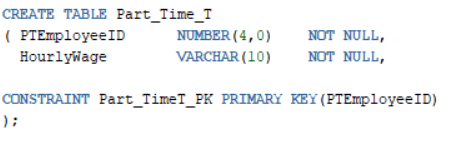 CREATE TABLE Part_Time_T
( PTEmployeeID NUMBER(4,0) NOT NULL,
HourlyWage VARCHAR(10) NOT NULL,
CONSTRAINT Part_TimeT_PK PRIMARY KEY(PTEmployeeID)
);